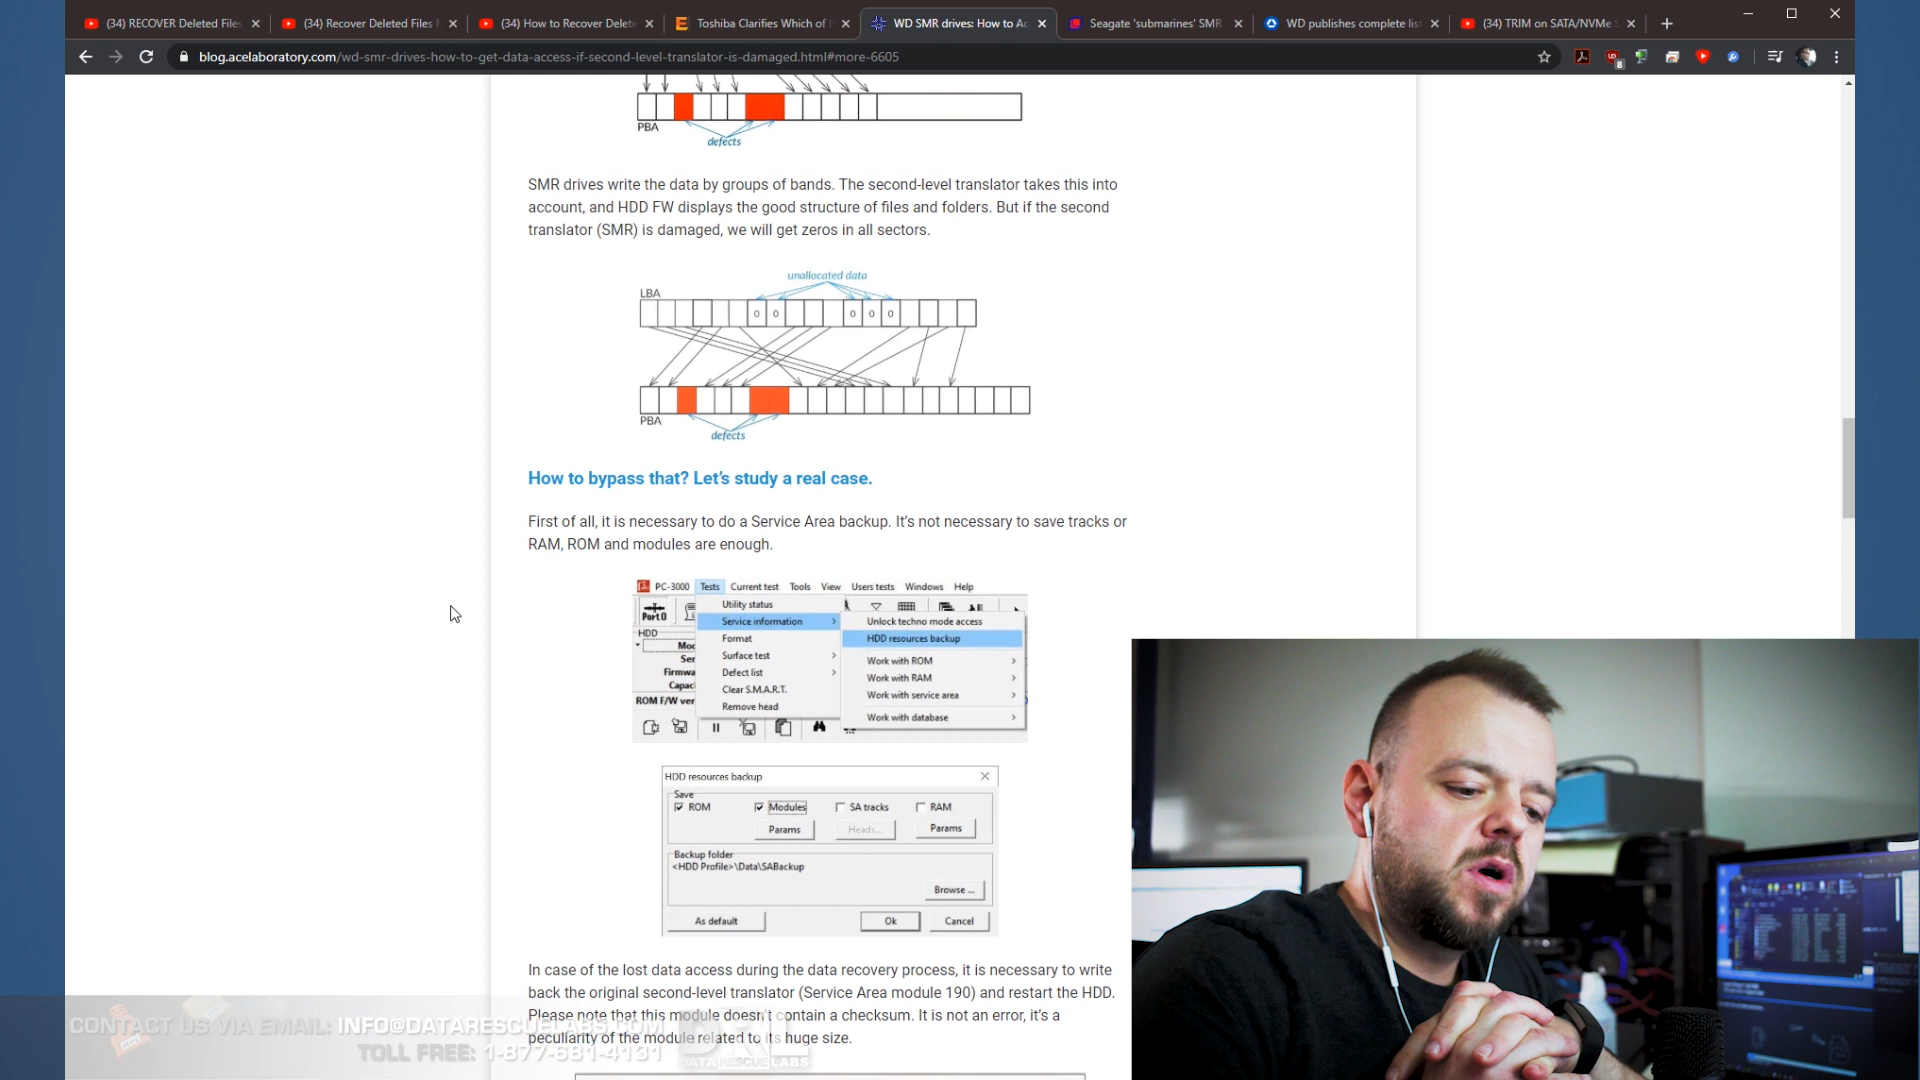 (34) RECOVER Deleted Files
(34) Recover Deleted Files
(34) How to Recover Delete
Toshiba Clarifies Which of
WD SMR drives: How to Ac
Seagate 'submarines' SMR
WD publishes complete lis
(34) TRIM on SATA/NVMe
blog.acelaboratory.com/wd-smr-drives-how-to-get-data-access-if-second-level-translator-is-damaged.html#more-6605
8
PBA
defects
SMR drives write the data by groups of bands. The second-level translator takes this into
account, and HDD FW displays the good structure of files and folders. But if the second
translator (SMR) is damaged, we will get zeros in all sectors.
unallocated data
LBA
0 0 0 0 0
PBA
defects
How to bypass that? Let's study a real case.
First of all, it is necessary to do a Service Area backup. It's not necessary to save tracks or
RAM, ROM and modules are enough.
PC-3000 Tests Current test Tools View Users tests Windows Help
Port 0
Utility status
Service information
Unlock techno mode access
HDD
Format
HDD resources backup
Surface test
Work with ROM
Firmwa
Defect list
Work with RAM
Capac
Clear S.M.A.R.T.
Work with service area
ROM F/W ver
Remove head
Work with database
HDD resources backup
Save
ROM Modules SA tracks RAM
Params Heads... Params
Backup folder
<HDD Profile>\Data\SABackup
Browse ...
As default Ok Cancel
In case of the lost data access during the data recovery process, it is necessary to write
back the original second-level translator (Service Area module 190) and restart the HDD.
Please note that this module doesn't contain a checksum. It is not an error, it's a
peculiarity of the module related to its huge size.
CONTACT US VIA EMAIL: INFO@DATARESCUELABS.COM
TOLL FREE: 1-877-681-4131
DRL
DATA RESCUE LABS